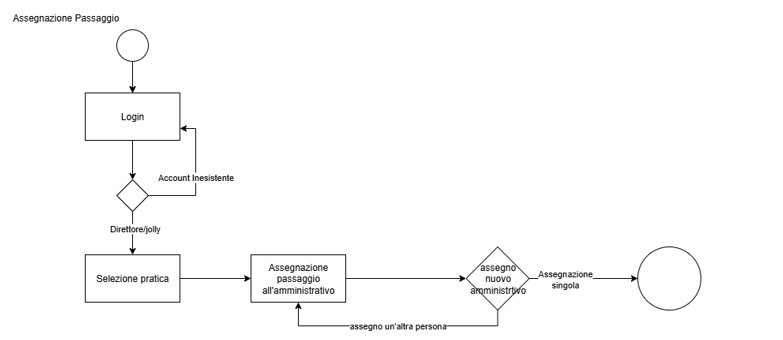 Assegnazione Passaggio
Login
Account Inesistente
Direttore/jolly
Selezione pratica
Assegnazione
passaggio
all'amministrativo
assegno
nuovo
amministrtivo
Assegnazione
singola
assegno un'altra persona